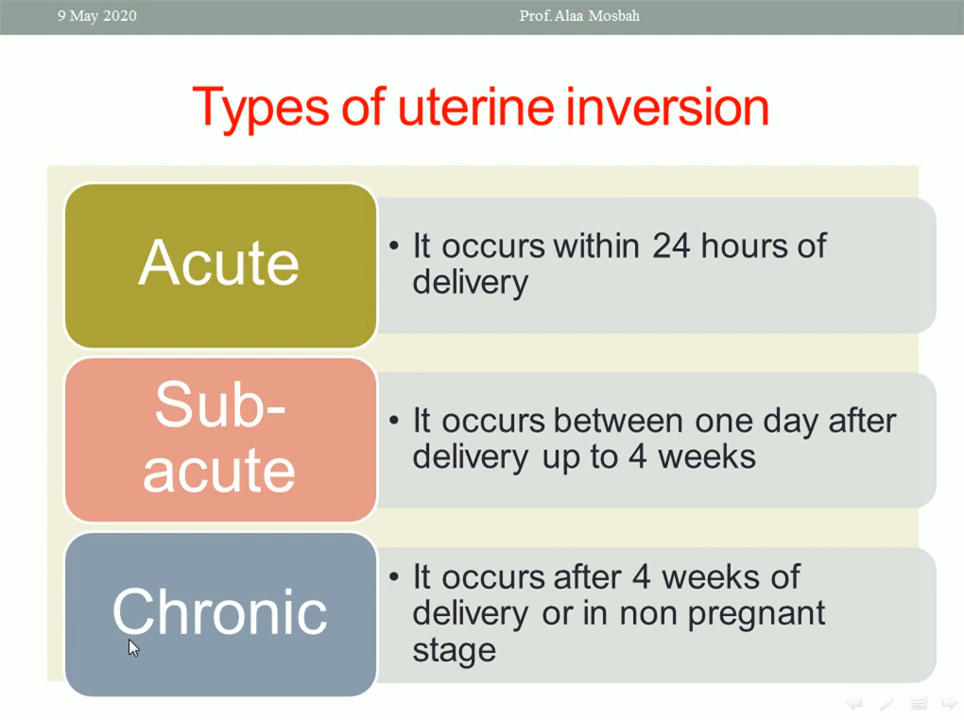 9 May 2020
Prof.Alaa Mosbah
Types of uterine inversion
Acute
• It occurs within 24 hours of
delivery
Sub-
acute
• It occurs between one day after
delivery up to 4 weeks
Chronic
• It occurs after 4 weeks of
delivery or in non pregnant
stage